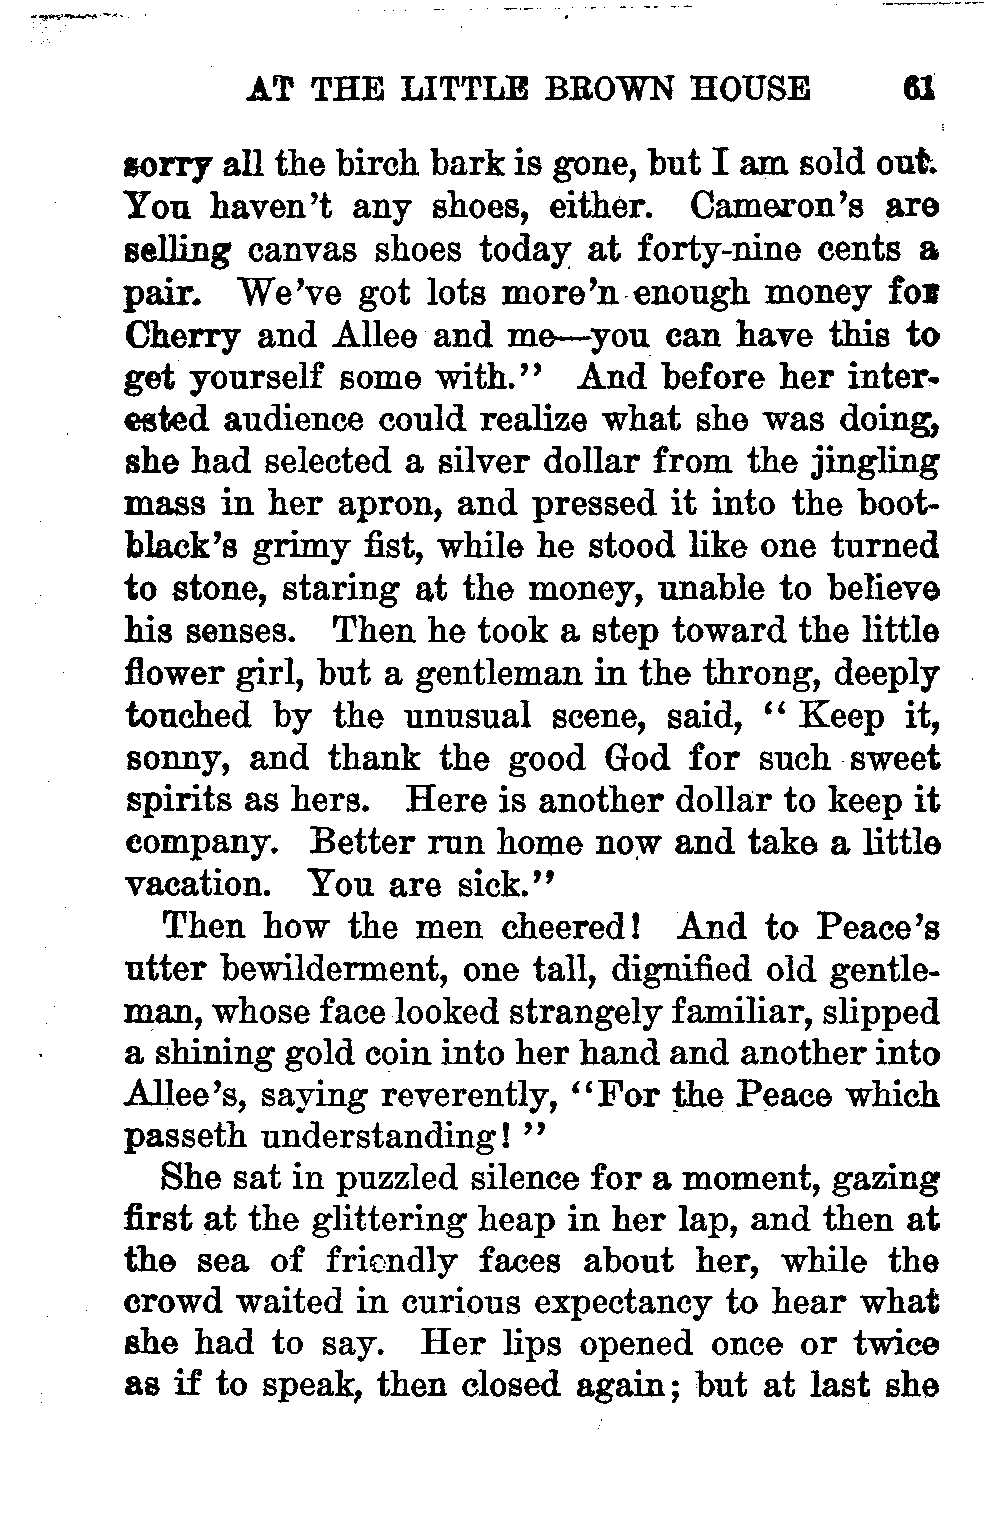 AT THE LITTLE BROWN HOUSE 61
sorry all the birch bark is gone, but I am sold out.
You haven't any shoes, either. Cameron's are
selling canvas shoes today at forty-nine cents a
pair. We've got lots more'n enough money for
Cherry and Allee and me—you can have this to
get yourself some with." And before her inter-
ested audience could realize what she was doing,
she had selected a silver dollar from the jingling
mass in her apron, and pressed it into the boot-
black's grimy fist, while he stood like one turned
to stone, staring at the money, unable to believe
his senses. Then he took a step toward the little
flower girl, but a gentleman in the throng, deeply
touched by the unusual scene, said, "Keep it,
sonny, and thank the good God for such sweet
spirits as hers. Here is another dollar to keep it
company. Better run home now and take a little
vacation. You are sick."
Then how the men cheered! And to Peace's
utter bewilderment, one tall, dignified old gentle-
man, whose face looked strangely familiar, slipped
a shining gold coin into her hand and another into
Allee's, saying reverently, "For the Peace which
passeth understanding!"
She sat in puzzled silence for a moment, gazing
first at the glittering heap in her lap, and then at
the sea of friendly faces about her, while the
crowd waited in curious expectancy to hear what
she had to say. Her lips opened once or twice
as if to speak, then closed again; but at last she